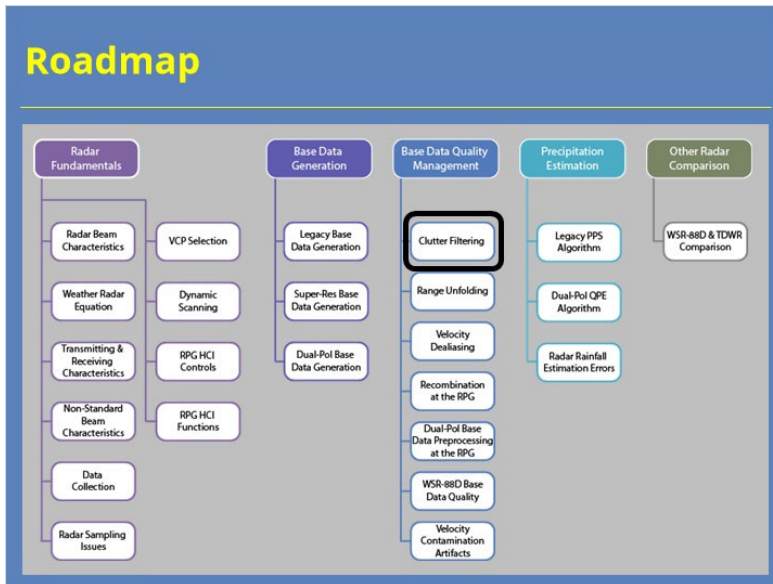 Roadmap
Radar
Fundamentals
Base Data
Generation
Base Data Quality
Management
Precipitation
Estimation
Other Radar
Comparison
Radar Beam
Characteristics
Weather Radar
Equation
Transmitting &
Receiving
Characteristics
Non-Standard
Beam
Characteristics
Data
Collection
Radar Sampling
Issues
VCP Selection
Dynamic
Scanning
RPG HCI
Controls
RPG HCI
Functions
Legacy Base
Data Generation
Super-Res Base
Data Generation
Dual-Pol Base
Data Generation
Clutter Filtering
Range Unfolding
Velocity
Dealiasing
Recombination
at the RPG
Dual-Pol Base
Data Preprocessing
at the RPG
WSR-88D Base
Data Quality
Velocity
Contamination
Artifacts
Legacy PPS
Algorithm
Dual-Pol QPE
Algorithm
Radar Rainfall
Estimation Errors
WSR-88D & TDWR
Comparison